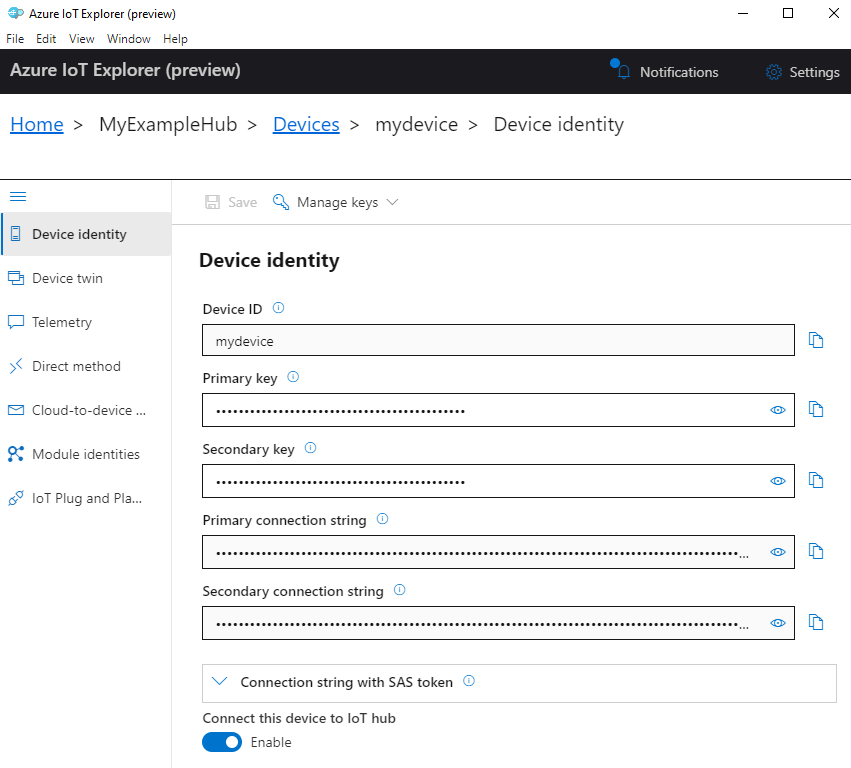 Azure IoT Explorer (preview)
File Edit View Window Help
Azure IoT Explorer (preview) Notifications Settings
Home > MyExampleHub > Devices > mydevice > Device identity
Save Manage keys
Device identity
Device twin
Telemetry
Direct method
Cloud-to-device ...
Module identities
IoT Plug and Pla...
Device identity
Device ID
mydevice
Primary key
••••••••••••••••••••••••••••••••••••••••••••
Secondary key
••••••••••••••••••••••••••••••••••••••••••••
Primary connection string
••••••••••••••••••••••••••••••••••••••••••••••••••••••••••••••••••••••••••••••••••••••••••••...
Secondary connection string
••••••••••••••••••••••••••••••••••••••••••••••••••••••••••••••••••••••••••••••••••••••••••••...
Connection string with SAS token
Connect this device to IoT hub
Enable